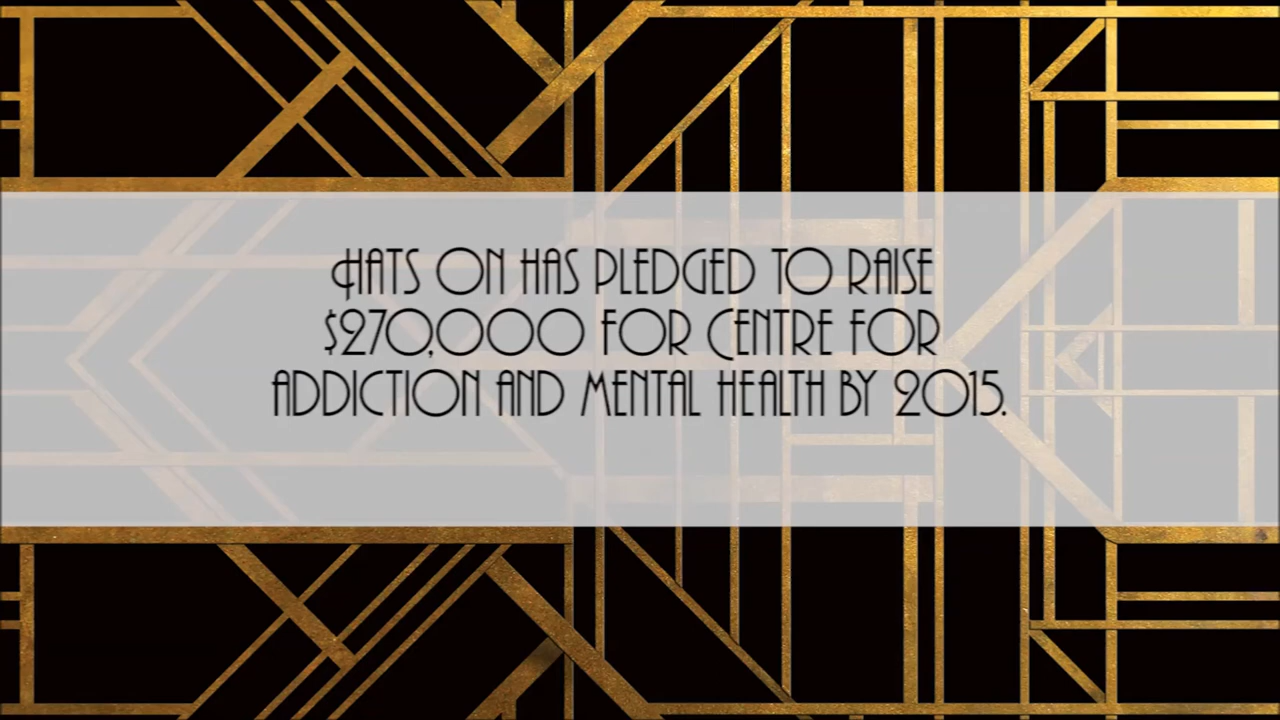 Hats On has pledged to raise
$270,000 for Centre for
Addiction and Mental Health by 2015.